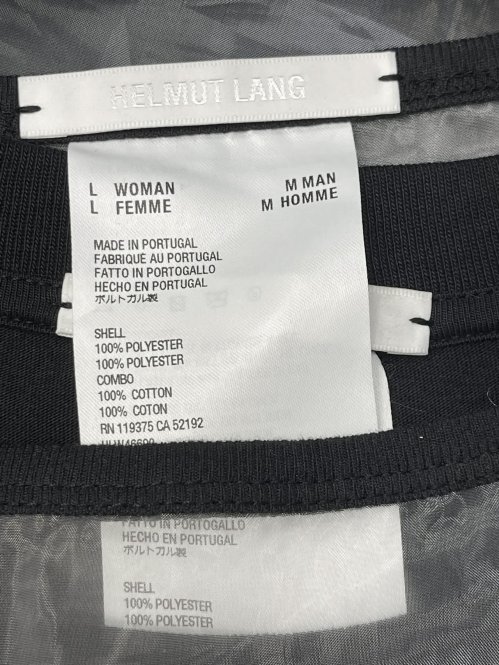 HELMUT LANG
L WOMAN M MAN
L FEMME M HOMME
MADE IN PORTUGAL
FABRIQUÉ AU PORTUGAL
FATTO IN PORTOGALLO
HECHO EN PORTUGAL
ポルトガル製
SHELL
100% POLYESTER
100% POLYESTER
COMBO
100% COTTON
100% COTON
RN 119375 CA 52192
FATTO IN PORTOGALLO
HECHO EN PORTUGAL
ポルトガル製
SHELL
100% POLYESTER
100% POLYESTER